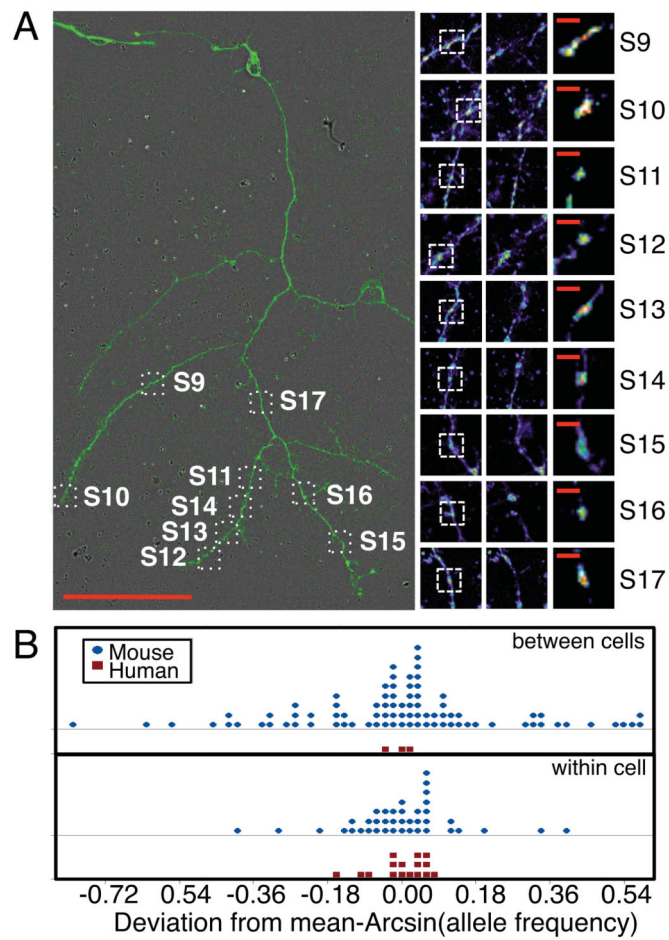 A
S9
S10
S11
S12
S13
S14
S15
S16
S17
S9
S17
S10
S11
S14
S16
S13
S12
S15
B
Mouse
Human
between cells
within cell
-0.72 0.54 -0.36 -0.18 0.00 0.18 0.36 0.54
Deviation from mean-Arcsin(allele frequency)